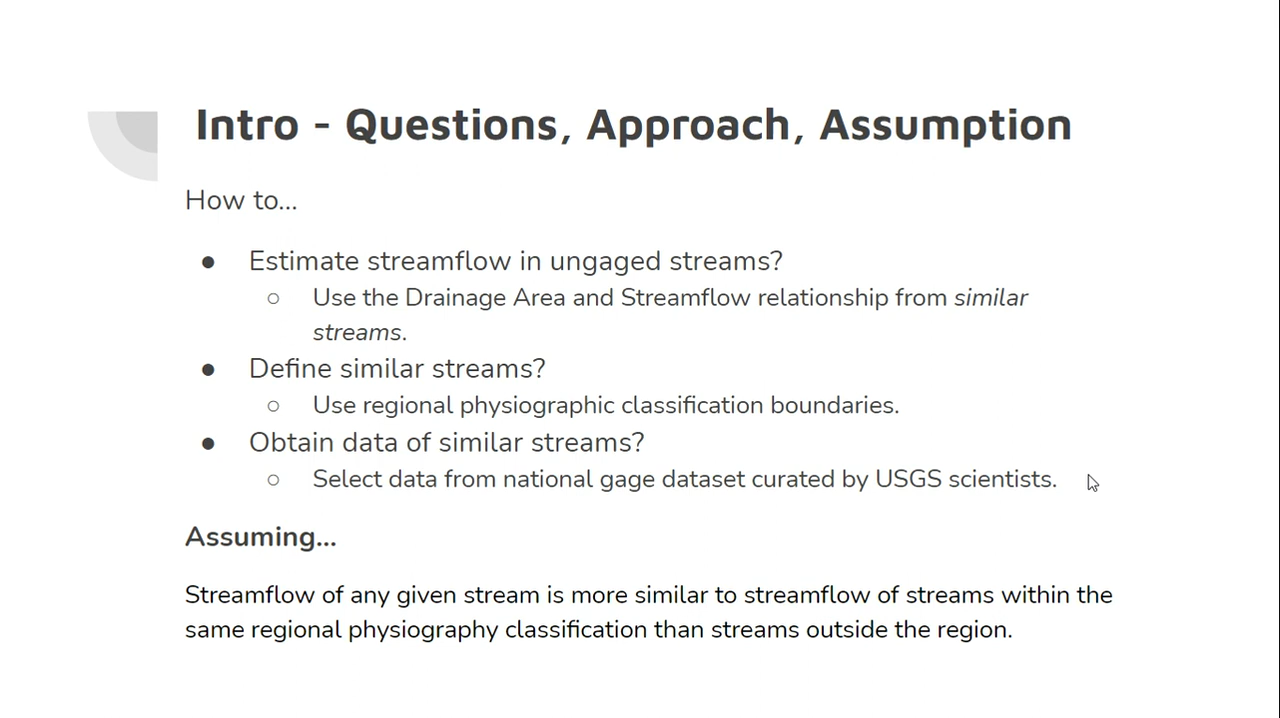 Intro - Questions, Approach, Assumption
How to...
● Estimate streamflow in ungaged streams?
○ Use the Drainage Area and Streamflow relationship from similar
streams.
● Define similar streams?
○ Use regional physiographic classification boundaries.
● Obtain data of similar streams?
○ Select data from national gage dataset curated by USGS scientists.
Assuming...
Streamflow of any given stream is more similar to streamflow of streams within the
same regional physiography classification than streams outside the region.